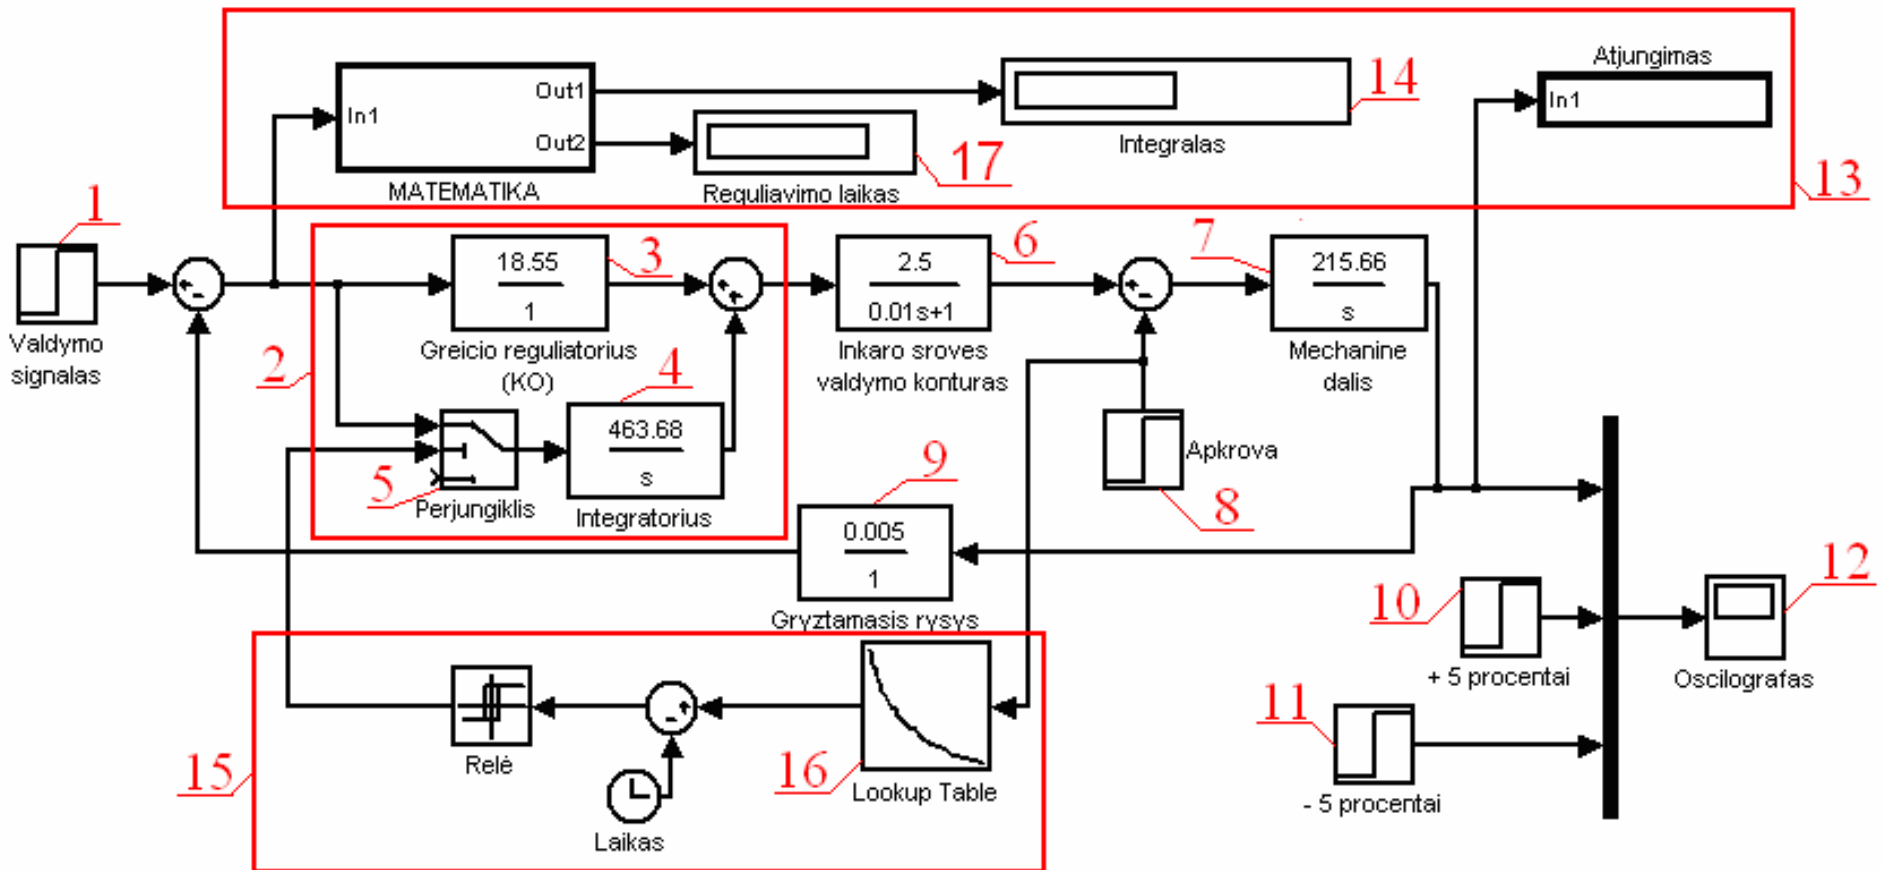 Atjungimas
In1
Out1
Out2
In1
14
Integralas
17
13
MATEMATIKA
Reguliavimo laikas
1
Valdymo
signalas
18.55
1
3
Greicio reguliatorius
(KO)
2
4
463.68
s
Integratorius
5
Perjungiklis
2.5
0.01s+1
6
Inkaro sroves
valdymo konturas
7
215.66
s
Mechanine
dalis
Apkrova
8
9
0.005
1
Gryztamasis rysys
10
+ 5 procentai
12
Oscilografas
11
- 5 procentai
15
Relė
Laikas
16
Lookup Table